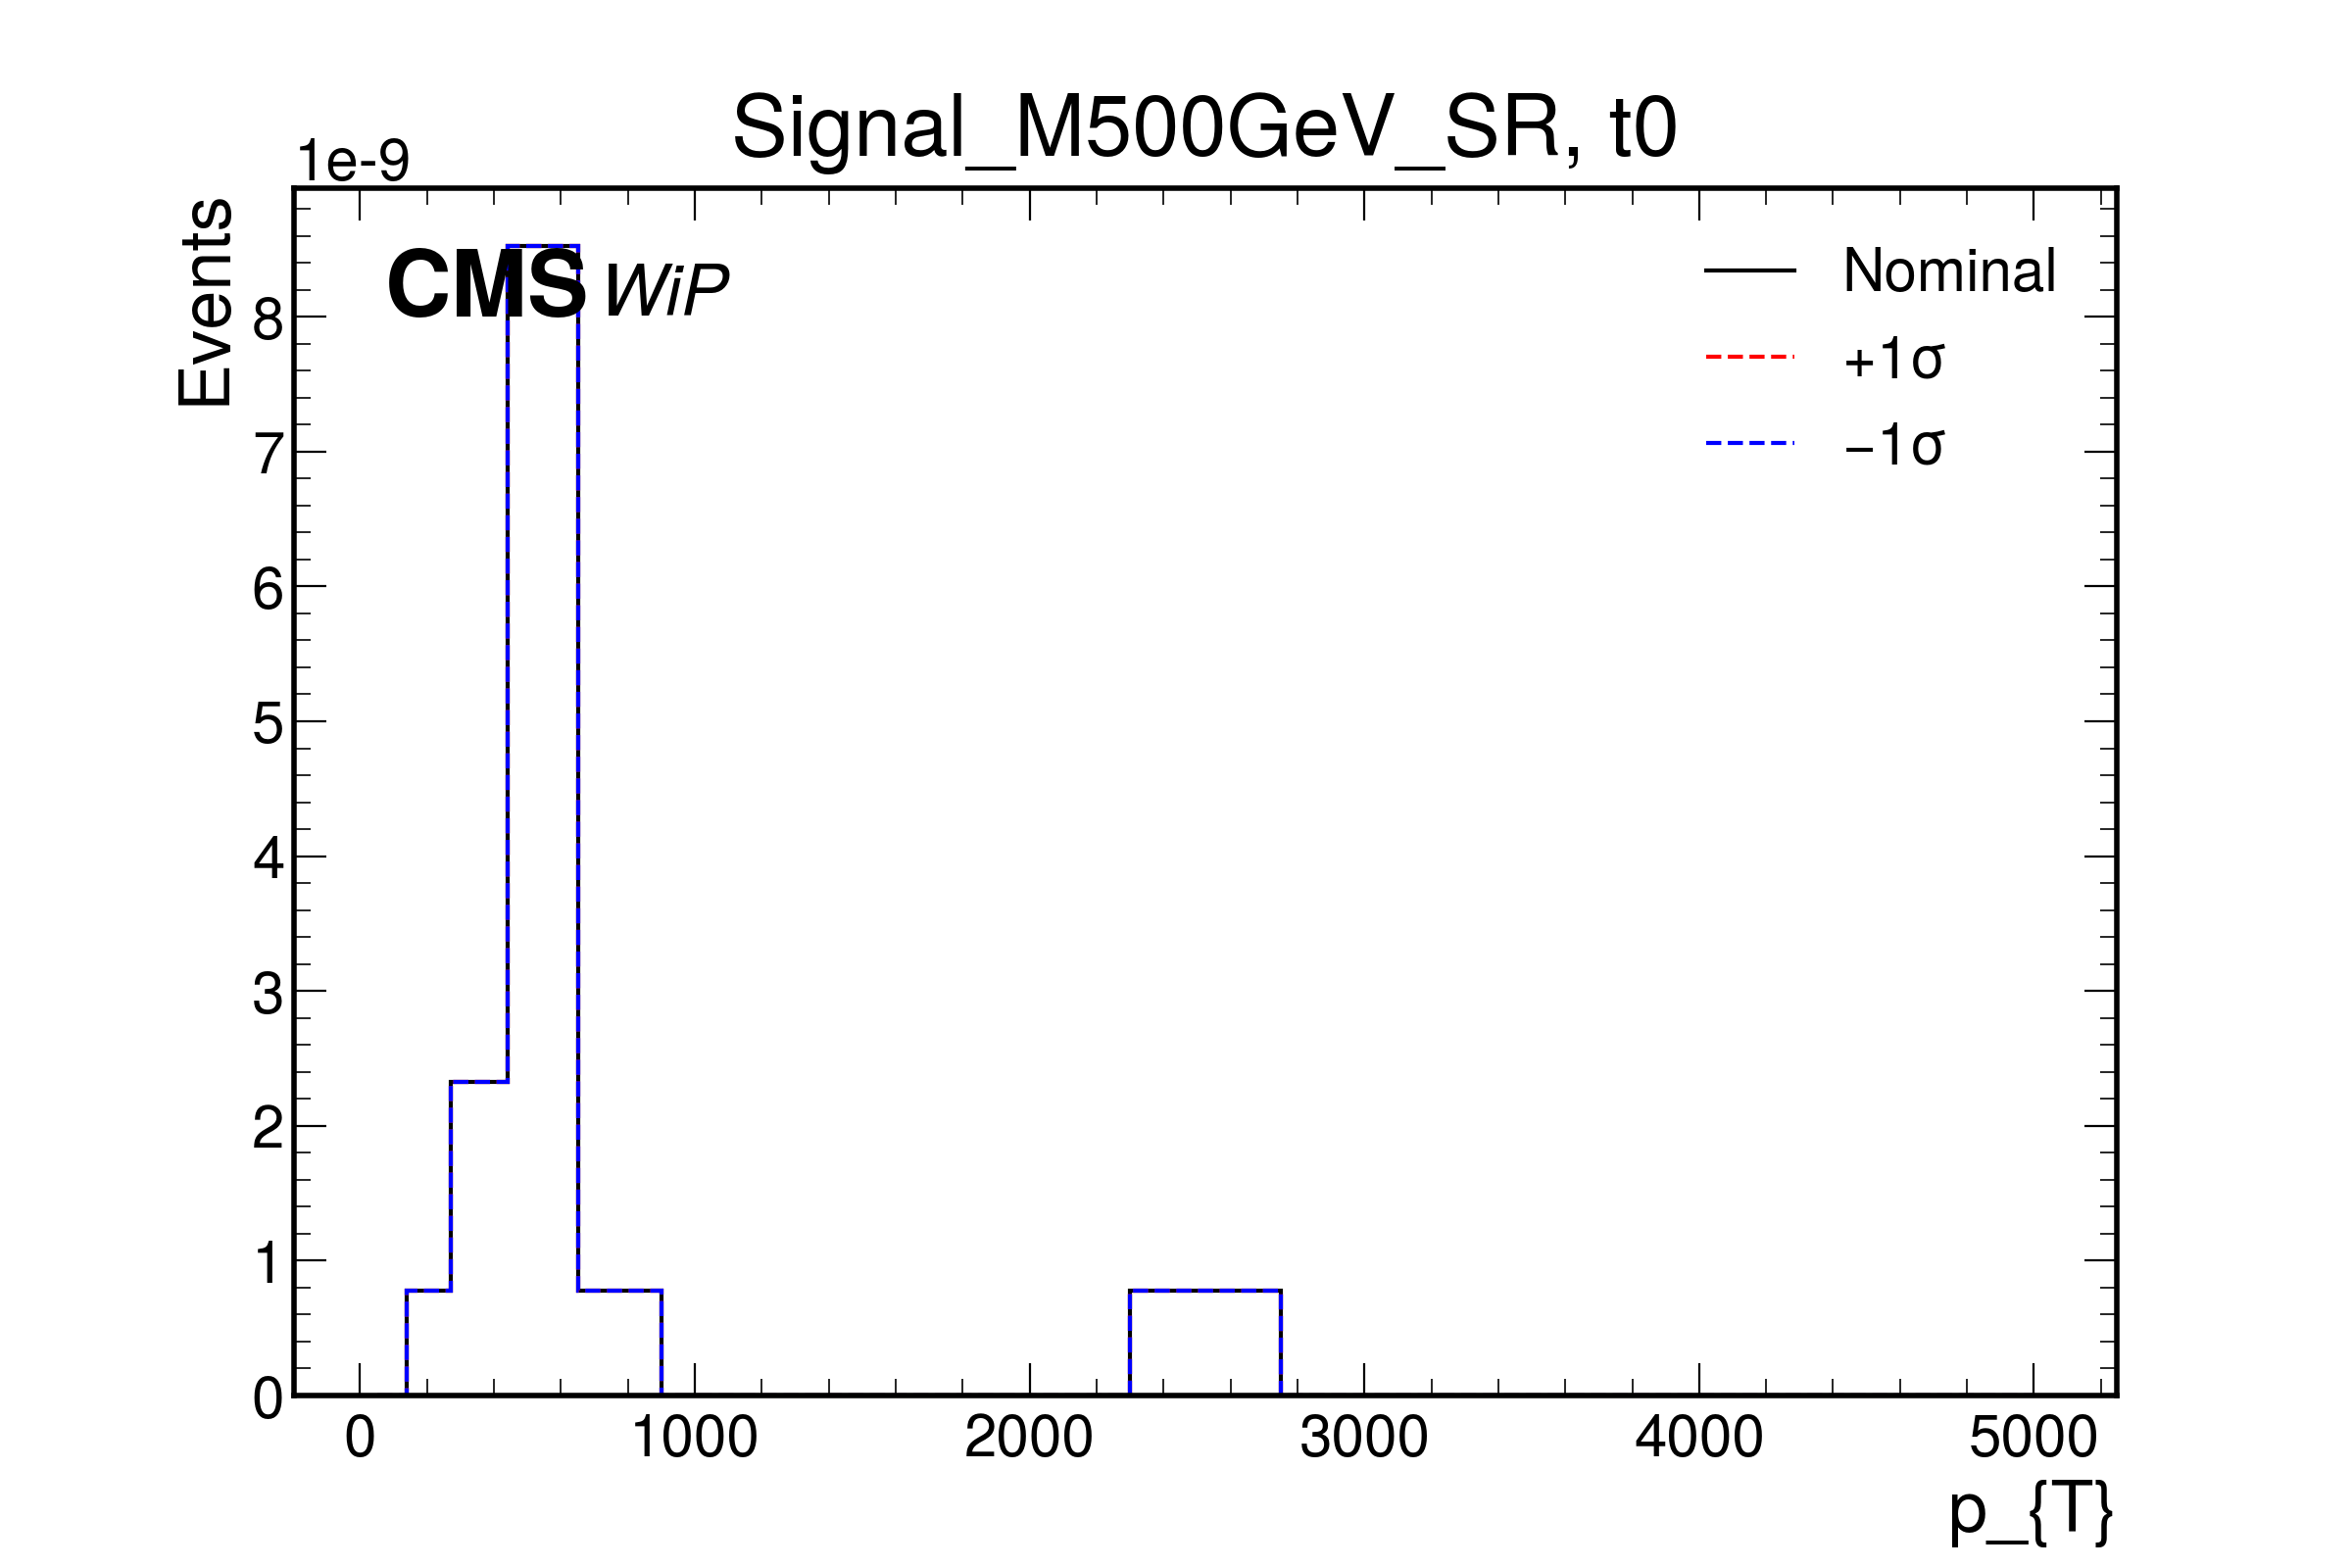 Signal_M500GeV_SR, t0
1e-9
Events
CMS WiP
Nominal
+1σ
−1σ
8
7
6
5
4
3
2
1
0
0 1000 2000 3000 4000 5000
p_{T}